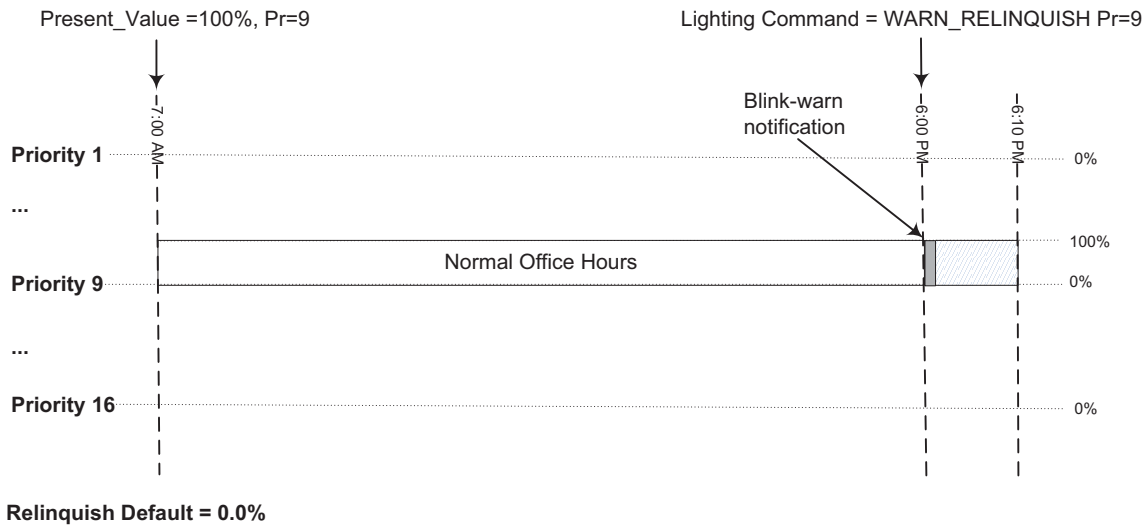 Present_Value =100%, Pr=9
Lighting Command = WARN_RELINQUISH Pr=9
Blink-warn
notification
7:00 AM
6:00 PM
6:10 PM
Priority 1
0%
...
100%
Normal Office Hours
Priority 9
0%
...
Priority 16
0%
Relinquish Default = 0.0%